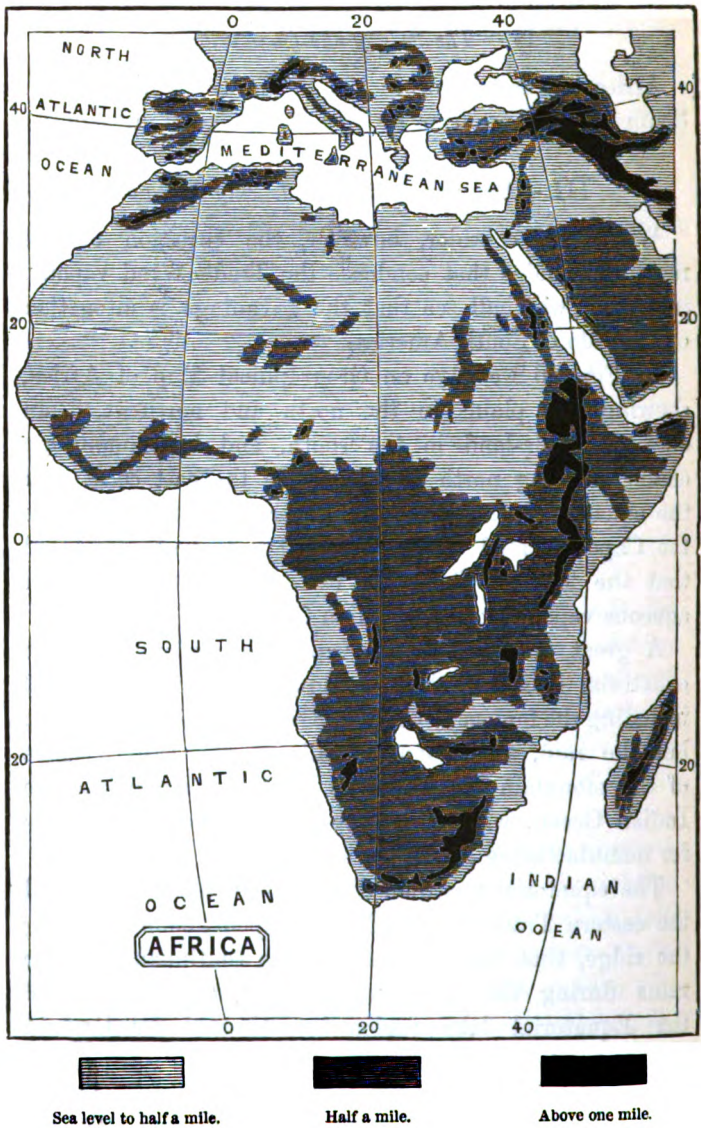 0 20 40
NORTH
ATLANTIC
OCEAN
40 40
MEDITERRANEAN SEA
20 20
0 0
SOUTH
ATLANTIC
OCEAN
20 20
INDIAN
OCEAN
AFRICA
0 20 40
Sea level to half a mile. Half a mile. Above one mile.